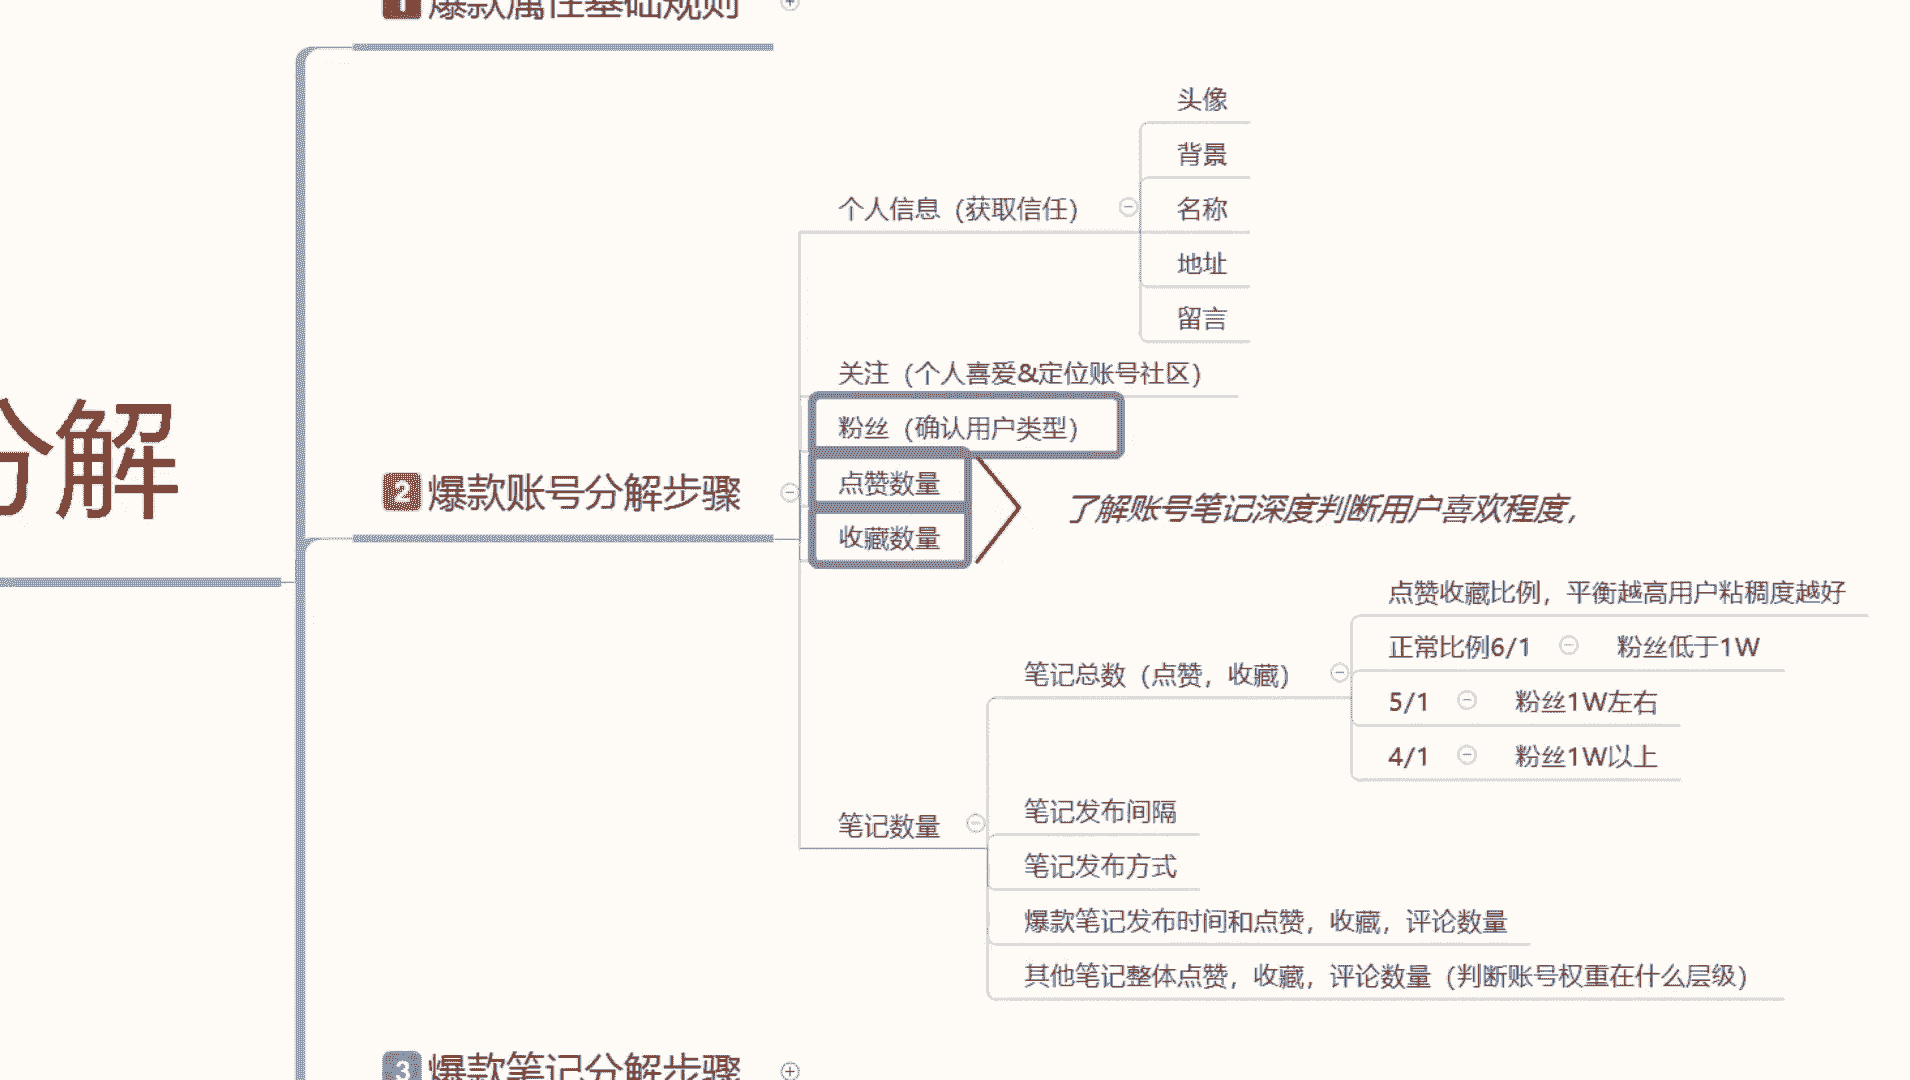 1 爆款属性基础规则
头像
背景
个人信息（获取信任）
名称
地址
留言
关注（个人喜爱&定位账号社区）
粉丝（确认用户类型）
分解
2 爆款账号分解步骤
点赞数量
收藏数量
了解账号笔记深度判断用户喜欢程度，
点赞收藏比例，平衡越高用户粘稠度越好
笔记总数（点赞，收藏）
正常比例6/1 粉丝低于1W
5/1 粉丝1W左右
4/1 粉丝1W以上
笔记数量
笔记发布间隔
笔记发布方式
爆款笔记发布时间和点赞，收藏，评论数量
其他笔记整体点赞，收藏，评论数量（判断账号权重在什么层级）
3 爆款笔记分解步骤